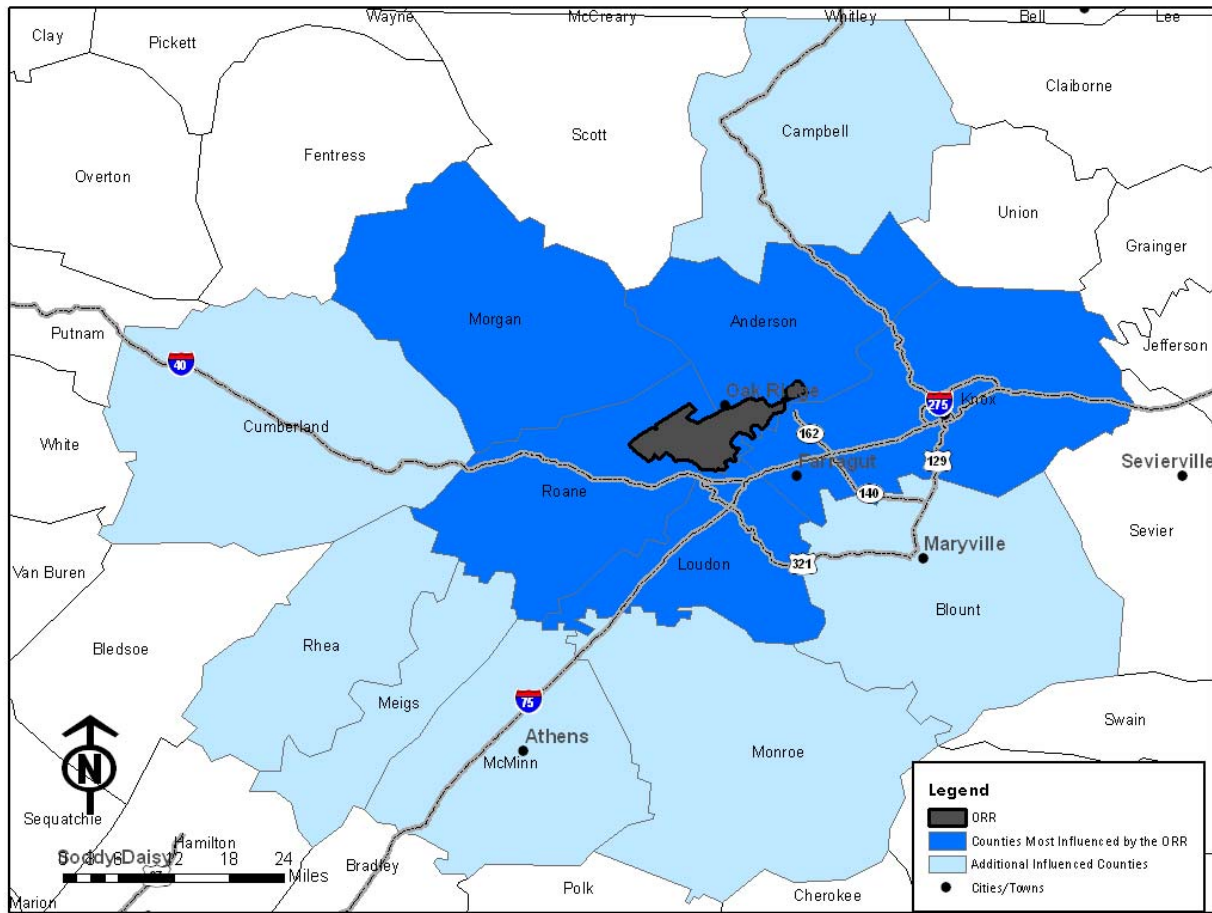 Wayne McCreary Whitley Bell Lee
Clay
Pickett
Claiborne
Scott
Campbell
Fentress
Overton
Union
Grainger
Morgan
Anderson
Putnam
Jefferson
40
Oak Ridge
275
Knox
Cumberland
162
White
129
Farragut
Sevierville
Roane
140
Sevier
Maryville
Loudon
321
Van Buren
Blount
Rhea
Bledsoe
Meigs
75
Swain
Athens
Monroe
McMinn
Legend
ORR
Counties Most Influenced by the ORR
Additional Influenced Counties
Cities/Towns
N
Sequatchie
Hamilton
Soddy-Daisy
12 18 24
Miles
Bradley
Polk
Cherokee
Marion